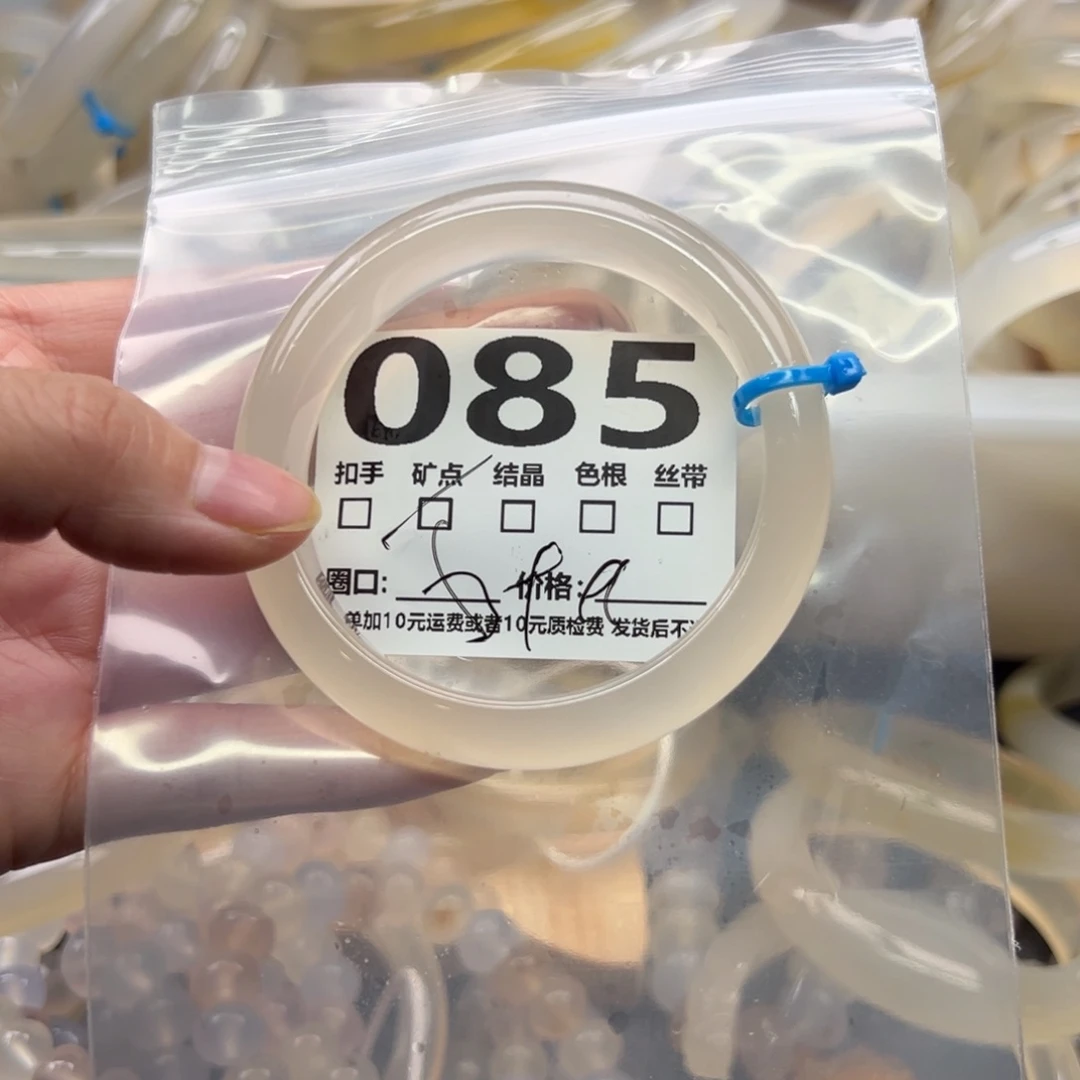 085
扣手 矿点 结晶 色根 丝带
圈口: 价格:
单加10元运费或者10元质检费 发货后不